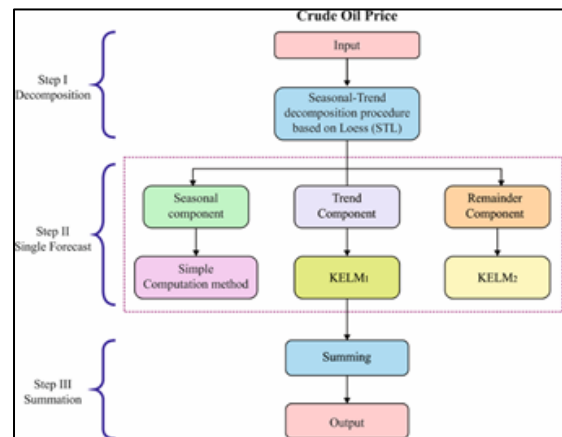 Crude Oil Price
Input
Step I
Decomposition
Seasonal-Trend
decomposition procedure
based on Loess (STL)
Step II
Single Forecast
Seasonal
component
Trend
Component
Remainder
Component
Simple
Computation method
KELM1
KELM2
Step III
Summation
Summing
Output